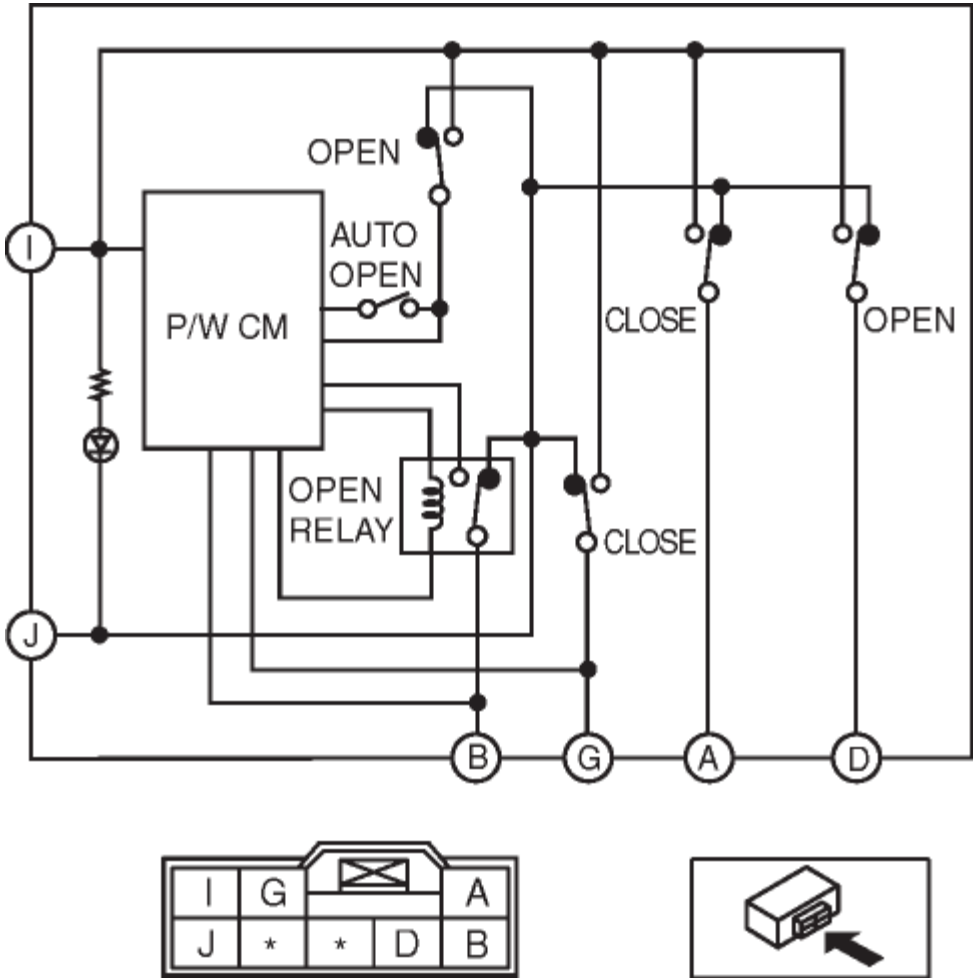 OPEN
I
AUTO
OPEN
P/W CM
CLOSE
OPEN
OPEN
RELAY
CLOSE
J
B
G
A
D
I G A
J * * D B